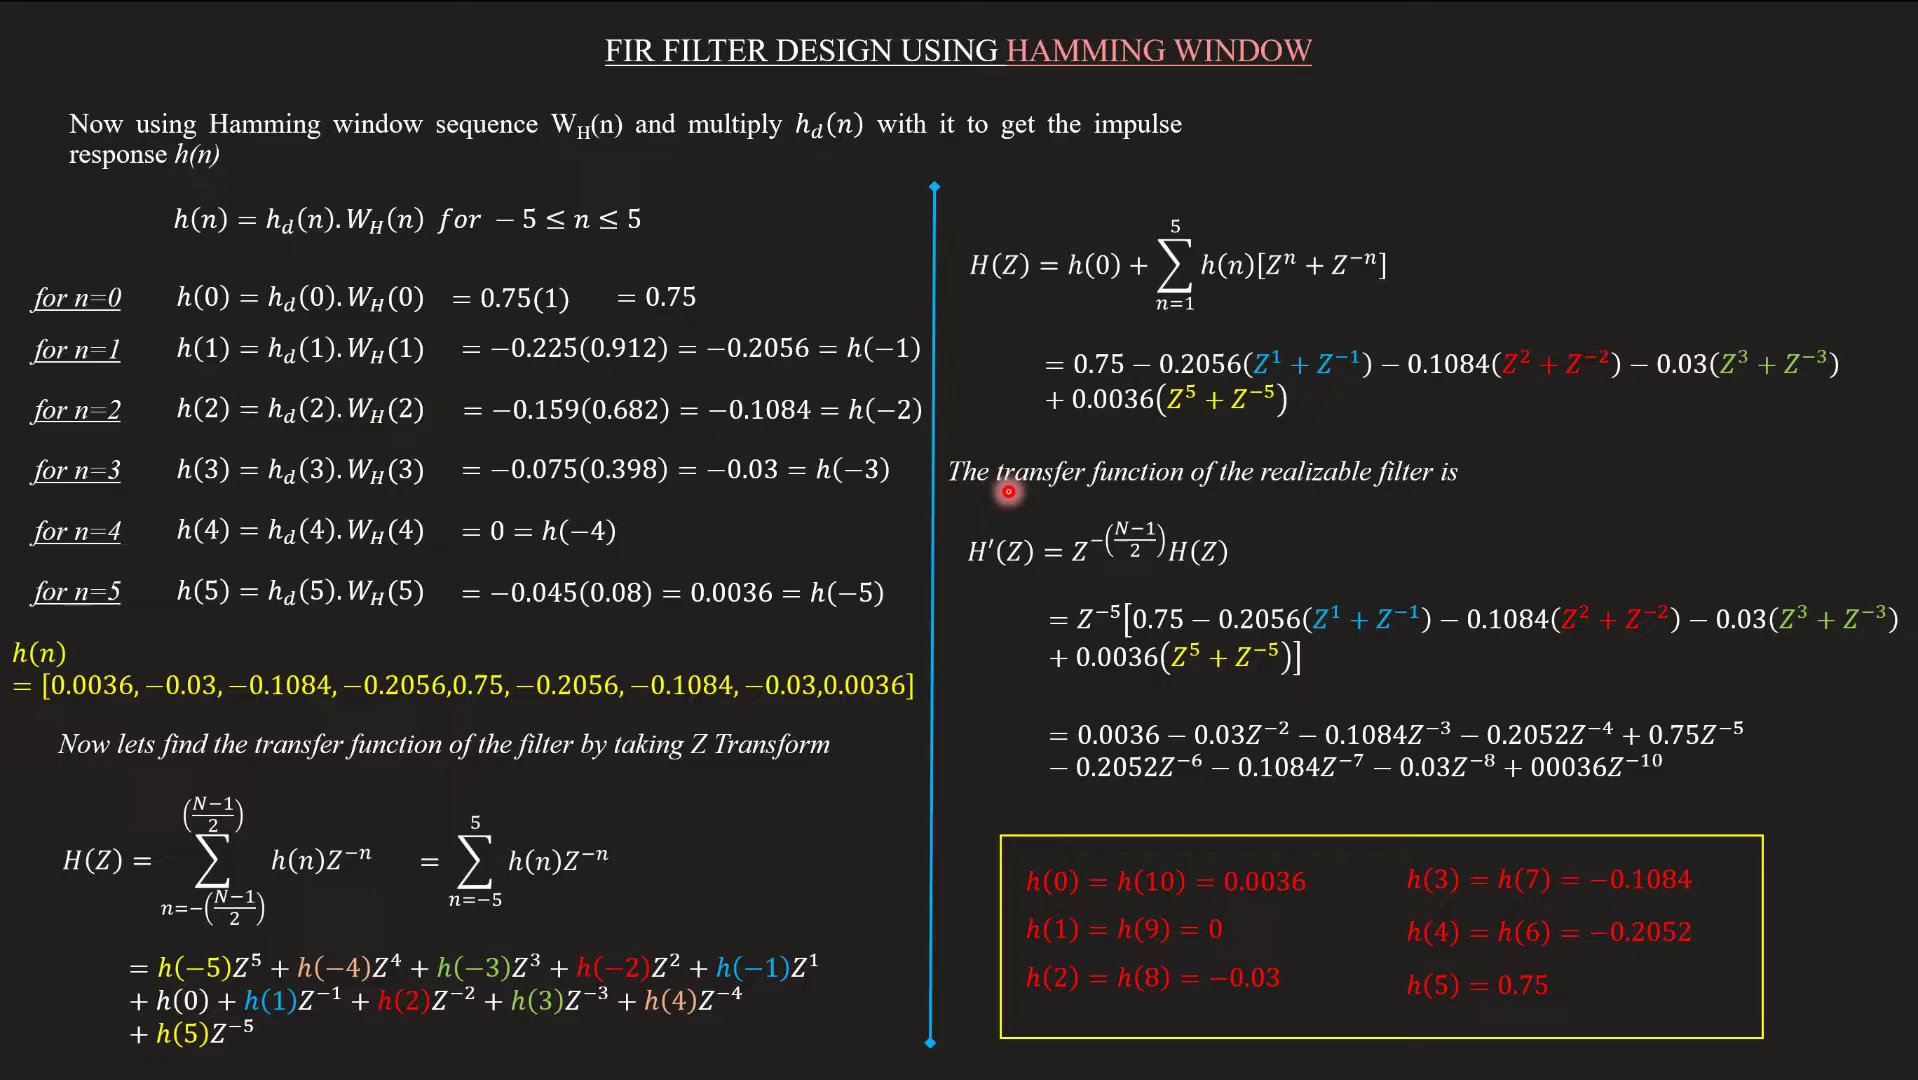 FIR FILTER DESIGN USING HAMMING WINDOW
Now using Hamming window sequence W_H(n) and multiply h_d(n) with it to get the impulse
response h(n)
h(n) = h_d(n).W_H(n) for − 5 ≤ n ≤ 5
for n=0 h(0) = h_d(0).W_H(0) = 0.75(1) = 0.75
for n=1 h(1) = h_d(1).W_H(1) = −0.225(0.912) = −0.2056 = h(−1)
for n=2 h(2) = h_d(2).W_H(2) = −0.159(0.682) = −0.1084 = h(−2)
for n=3 h(3) = h_d(3).W_H(3) = −0.075(0.398) = −0.03 = h(−3)
for n=4 h(4) = h_d(4).W_H(4) = 0 = h(−4)
for n=5 h(5) = h_d(5).W_H(5) = −0.045(0.08) = 0.0036 = h(−5)
h(n)
= [0.0036, −0.03, −0.1084, −0.2056,0.75, −0.2056, −0.1084, −0.03,0.0036]
Now lets find the transfer function of the filter by taking Z Transform
H(Z) = ∑_{n=−((N−1)/2)}^{((N−1)/2)} h(n)Z^{−n} = ∑_{n=−5}^{5} h(n)Z^{−n}
= h(−5)Z^5 + h(−4)Z^4 + h(−3)Z^3 + h(−2)Z^2 + h(−1)Z^1
+ h(0) + h(1)Z^{−1} + h(2)Z^{−2} + h(3)Z^{−3} + h(4)Z^{−4}
+ h(5)Z^{−5}
H(Z) = h(0) + ∑_{n=1}^{5} h(n)[Z^n + Z^{−n}]
= 0.75 − 0.2056(Z^1 + Z^{−1}) − 0.1084(Z^2 + Z^{−2}) − 0.03(Z^3 + Z^{−3})
+ 0.0036(Z^5 + Z^{−5})
The transfer function of the realizable filter is
H′(Z) = Z^{−((N−1)/2)}H(Z)
= Z^{−5}[0.75 − 0.2056(Z^1 + Z^{−1}) − 0.1084(Z^2 + Z^{−2}) − 0.03(Z^3 + Z^{−3})
+ 0.0036(Z^5 + Z^{−5})]
= 0.0036 − 0.03Z^{−2} − 0.1084Z^{−3} − 0.2052Z^{−4} + 0.75Z^{−5}
− 0.2052Z^{−6} − 0.1084Z^{−7} − 0.03Z^{−8} + 00036Z^{−10}
h(0) = h(10) = 0.0036
h(1) = h(9) = 0
h(2) = h(8) = −0.03
h(3) = h(7) = −0.1084
h(4) = h(6) = −0.2052
h(5) = 0.75